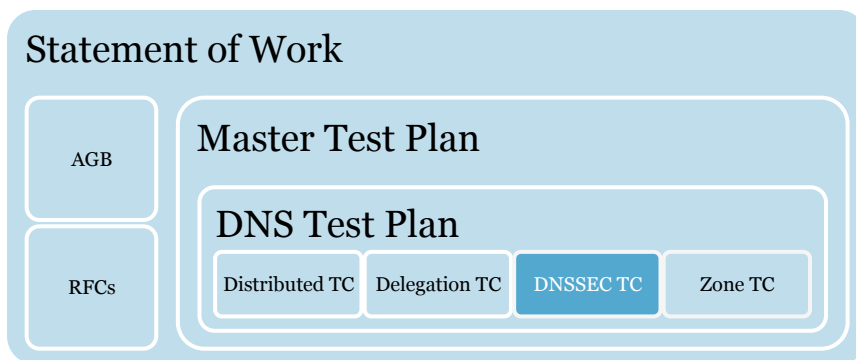 Statement of Work
AGB
RFCs
Master Test Plan
DNS Test Plan
Distributed TC
Delegation TC
DNSSEC TC
Zone TC